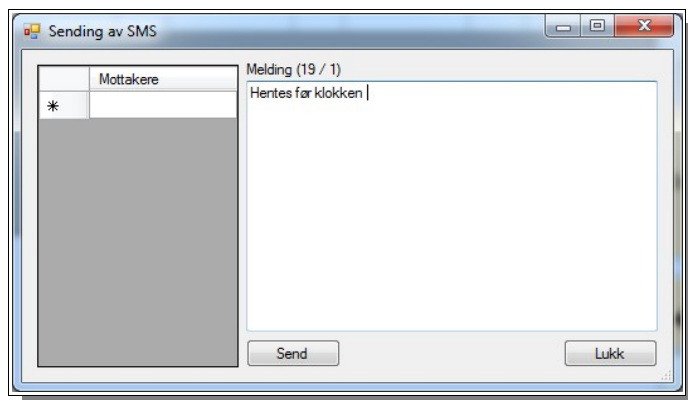 Sending av SMS
Mottakere
Melding (19 / 1)
Hentes før klokken
Send
Lukk